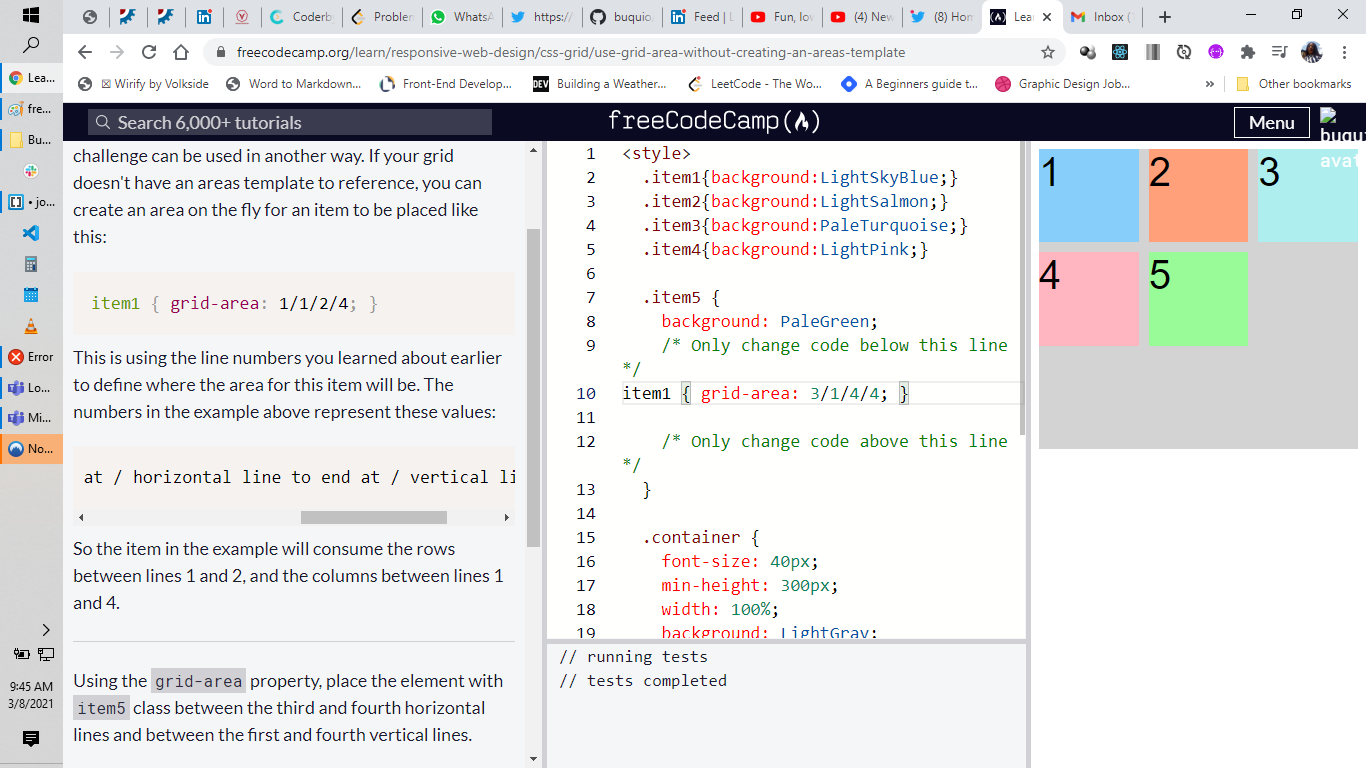 Coderb
Problen
WhatsA
https:/
buquio
Feed | L
Fun, lov
(4) New
(8) Hom
Lear
Inbox (1
freecodecamp.org/learn/responsive-web-design/css-grid/use-grid-area-without-creating-an-areas-template
Wirify by Volkside
Word to Markdown...
Front-End Develop...
DEV Building a Weather...
LeetCode - The Wo...
A Beginners guide t...
Graphic Design Job...
» Other bookmarks
Lea...
fre...
Bu...
• jo...
Error
Lo...
Mi...
No...
9:45 AM
3/8/2021
Search 6,000+ tutorials
freeCodeCamp
Menu
buqu
avat
challenge can be used in another way. If your grid
doesn't have an areas template to reference, you can
create an area on the fly for an item to be placed like
this:
item1 { grid-area: 1/1/2/4; }
This is using the line numbers you learned about earlier
to define where the area for this item will be. The
numbers in the example above represent these values:
at / horizontal line to end at / vertical li
So the item in the example will consume the rows
between lines 1 and 2, and the columns between lines 1
and 4.
Using the grid-area property, place the element with
item5 class between the third and fourth horizontal
lines and between the first and fourth vertical lines.
1 <style>
2 .item1{background:LightSkyBlue;}
3 .item2{background:LightSalmon;}
4 .item3{background:PaleTurquoise;}
5 .item4{background:LightPink;}
6
7 .item5 {
8 background: PaleGreen;
9 /* Only change code below this line
*/
10 item1 { grid-area: 3/1/4/4; }
11
12 /* Only change code above this line
*/
13 }
14
15 .container {
16 font-size: 40px;
17 min-height: 300px;
18 width: 100%;
19 background: LightGray;
// running tests
// tests completed
1 2 3
4 5